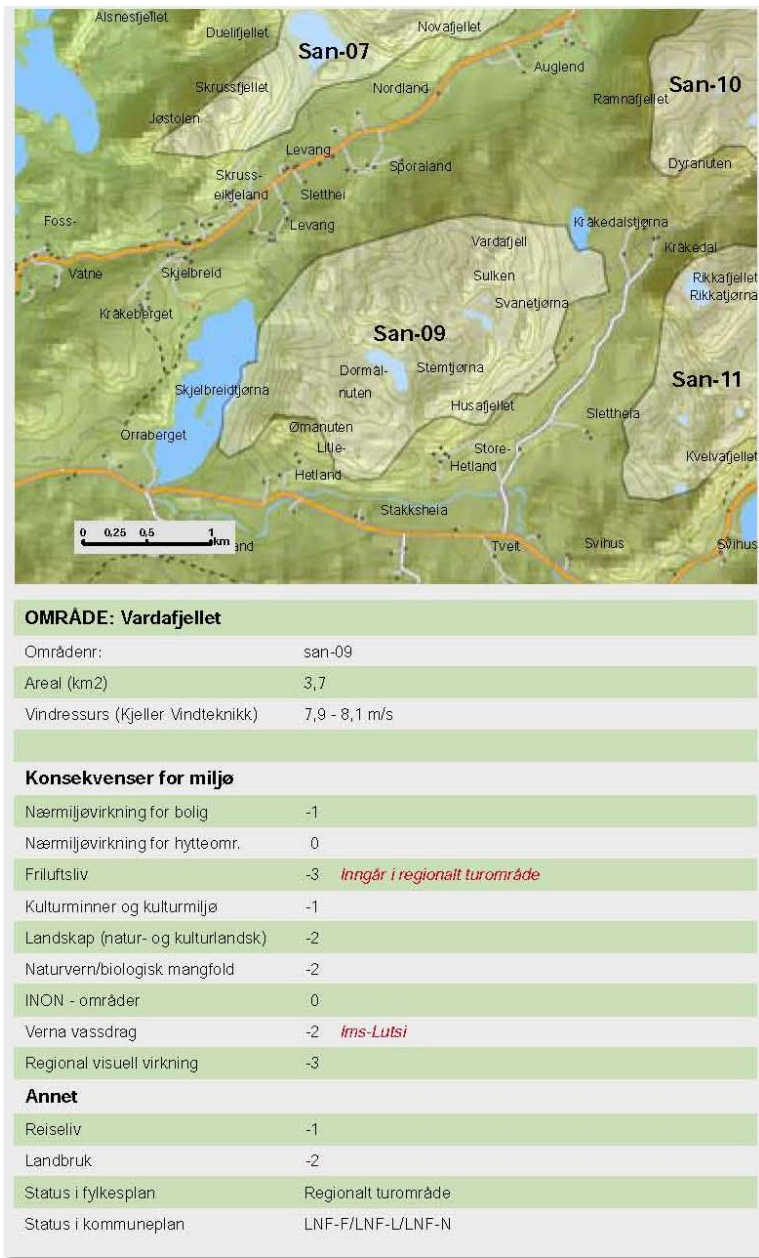 Alsnesfjellet
Duelifjellet
Novafjellet
San-07
Auglend
Skrussfjellet
Nordland
Ramnafjellet
San-10
Jøstolen
Levang
Dyranuten
Skruss-
eikjeland
Sporaland
Sletthei
Foss-
Levang
Kråkedalstjørna
Vardafjell
Kråkedal
Vatne
Skjelbreid
Sulken
Rikkafjellet
Rikkatjørna
Kråkeberget
Svanetjørna
San-09
Dormål-
nuten
Stemtjørna
San-11
Skjelbreidtjørna
Husafjellet
Sletthela
Orraberget
Ørnanuten
Litle-
Hetland
Store-
Hetland
Kvelvafjellet
Stakksheia
0 0,25 0,5 1
km
and
Tveit
Svihus
Svihus
OMRÅDE: Vardafjellet
Områdenr: san-09
Areal (km2) 3,7
Vindressurs (Kjeller Vindteknikk) 7,9 - 8,1 m/s
Konsekvenser for miljø
Nærmiljøvirkning for bolig -1
Nærmiljøvirkning for hytteomr. 0
Friluftsliv -3 Inngår i regionalt turområde
Kulturminner og kulturmiljø -1
Landskap (natur- og kulturlandsk) -2
Naturvern/biologisk mangfold -2
INON - områder 0
Verna vassdrag -2 Ims-Lutsi
Regional visuell virkning -3
Annet
Reiseliv -1
Landbruk -2
Status i fylkesplan Regionalt turområde
Status i kommuneplan LNF-F/LNF-L/LNF-N